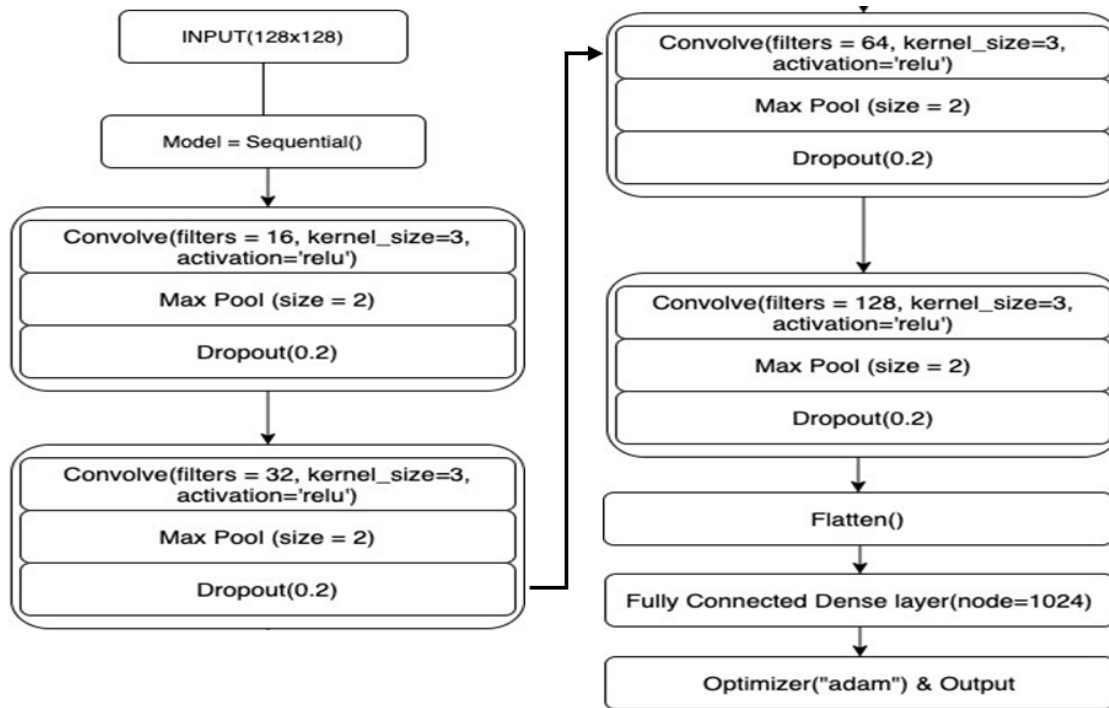 INPUT(128x128)
Model = Sequential()
Convolve(filters = 16, kernel_size=3,
activation='relu')
Max Pool (size = 2)
Dropout(0.2)
Convolve(filters = 32, kernel_size=3,
activation='relu')
Max Pool (size = 2)
Dropout(0.2)
Convolve(filters = 64, kernel_size=3,
activation='relu')
Max Pool (size = 2)
Dropout(0.2)
Convolve(filters = 128, kernel_size=3,
activation='relu')
Max Pool (size = 2)
Dropout(0.2)
Flatten()
Fully Connected Dense layer(node=1024)
Optimizer("adam") & Output